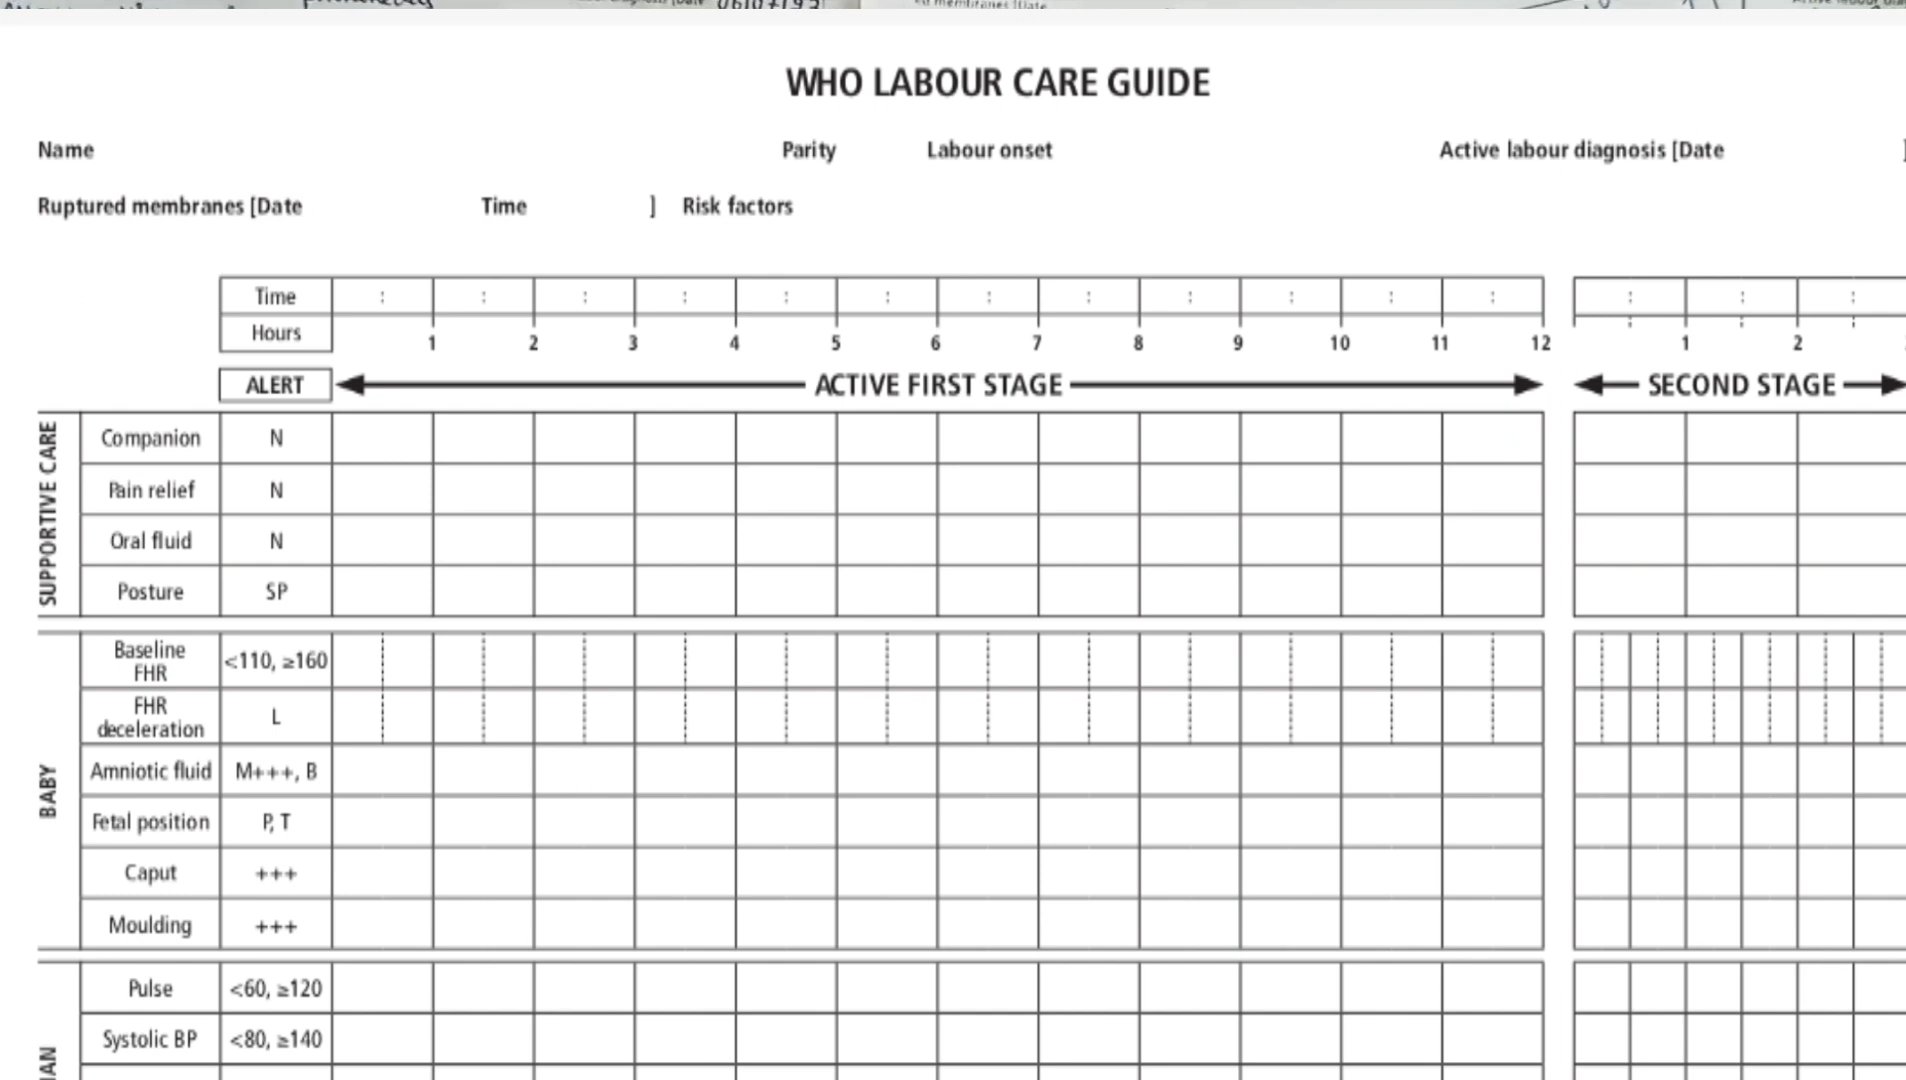 WHO LABOUR CARE GUIDE
Name Parity Labour onset Active labour diagnosis [Date ]
Ruptured membranes [Date Time ] Risk factors
Time : : : : : : : : : : : : : : :
Hours 1 2 3 4 5 6 7 8 9 10 11 12 1 2
ALERT ACTIVE FIRST STAGE SECOND STAGE
SUPPORTIVE CARE
Companion N
Pain relief N
Oral fluid N
Posture SP
BABY
Baseline FHR <110, ≥160
FHR deceleration L
Amniotic fluid M+++, B
Fetal position P, T
Caput +++
Moulding +++
Pulse <60, ≥120
Systolic BP <80, ≥140